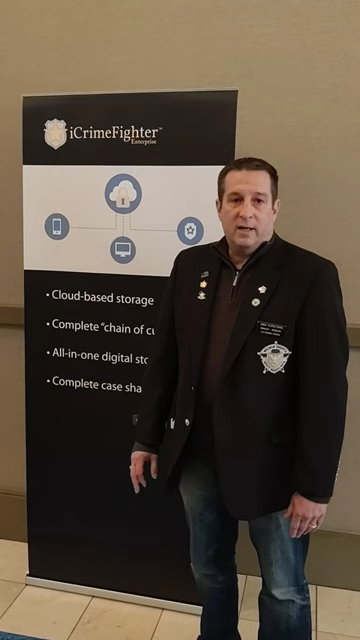 iCrimeFighter™
Enterprise
• Cloud-based storage
• Complete "chain of cu
• All-in-one digital sto
• Complete case sha